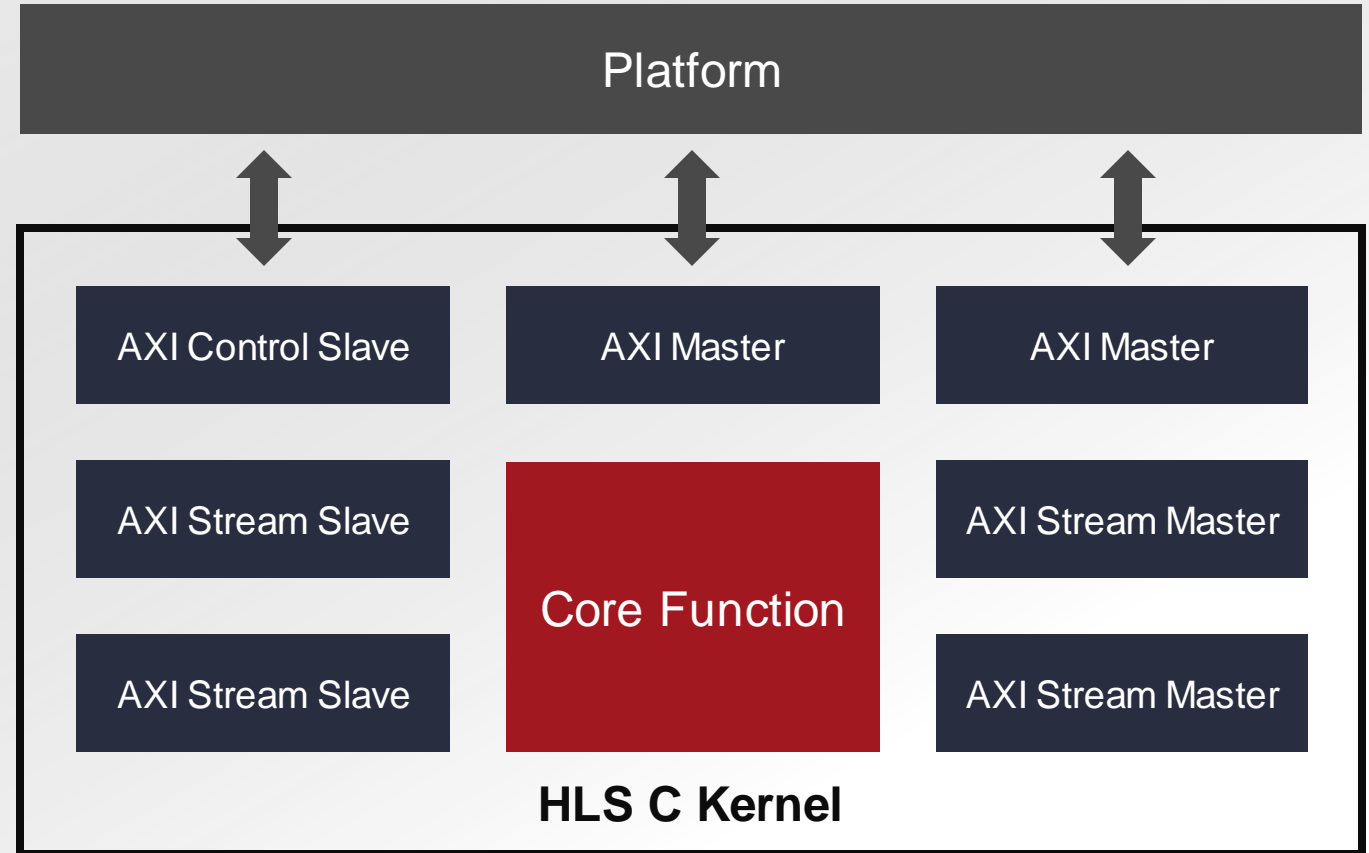 Platform
AXI Control Slave
AXI Master
AXI Master
AXI Stream Slave
AXI Stream Master
Core Function
AXI Stream Slave
AXI Stream Master
HLS C Kernel